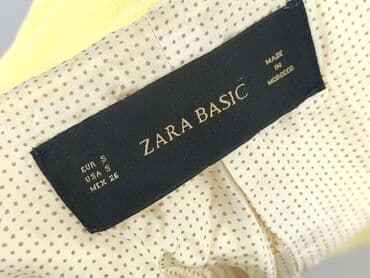 EUR S
USA S
MEX 26
ZARA BASIC
MADE
IN
MOROCCO